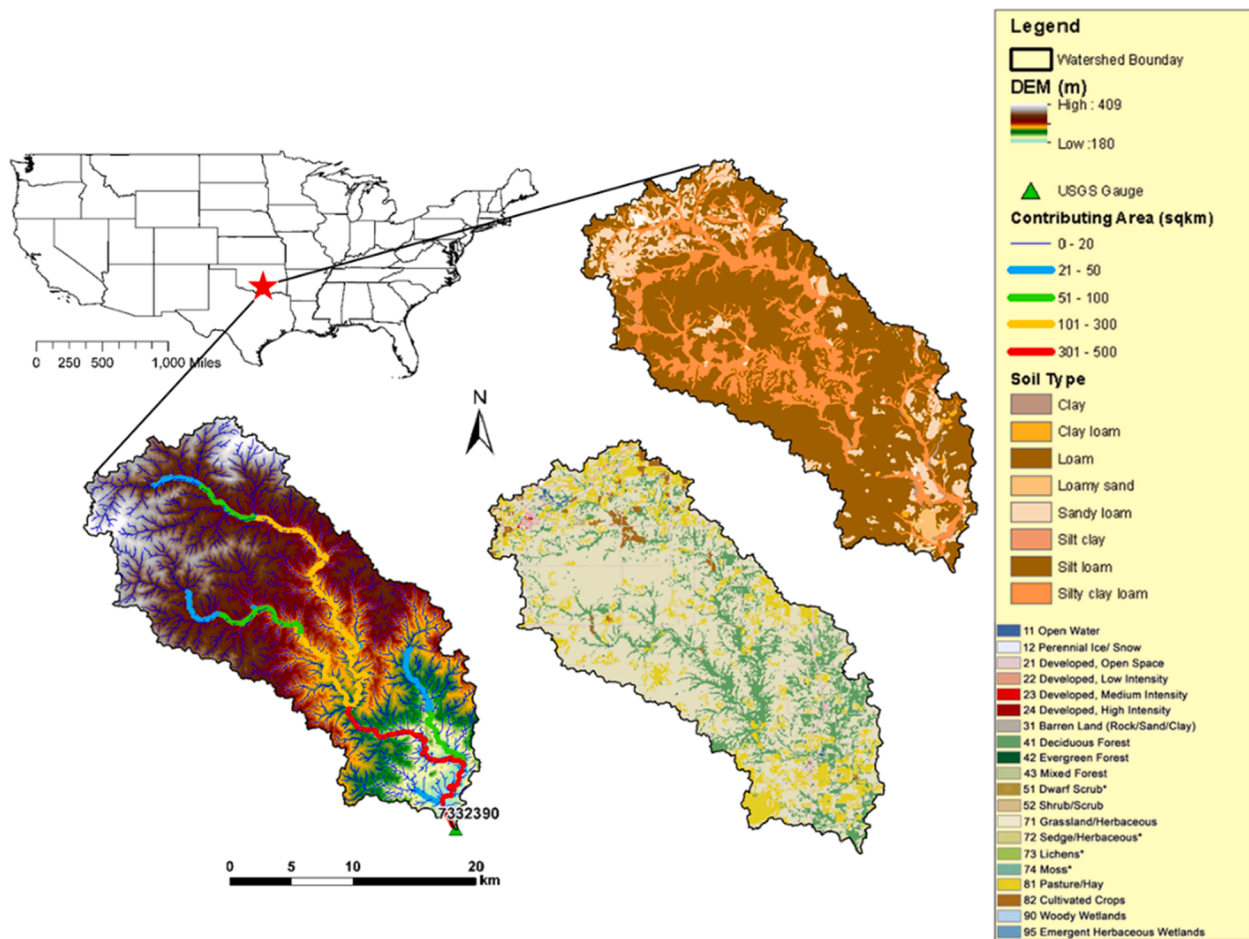 0 250 500 1,000 Miles
N
7332390
0 5 10 20
km
Legend
Watershed Bounday
DEM (m)
High : 409
Low :180
USGS Gauge
Contributing Area (sqkm)
0 - 20
21 - 50
51 - 100
101 - 300
301 - 500
Soil Type
Clay
Clay loam
Loam
Loamy sand
Sandy loam
Silt clay
Silt loam
Silty clay loam
11 Open Water
12 Perennial Ice/ Snow
21 Developed, Open Space
22 Developed, Low Intensity
23 Developed, Medium Intensity
24 Developed, High Intensity
31 Barren Land (Rock/Sand/Clay)
41 Deciduous Forest
42 Evergreen Forest
43 Mixed Forest
51 Dwarf Scrub*
52 Shrub/Scrub
71 Grassland/Herbaceous
72 Sedge/Herbaceous*
73 Lichens*
74 Moss*
81 Pasture/Hay
82 Cultivated Crops
90 Woody Wetlands
95 Emergent Herbaceous Wetlands